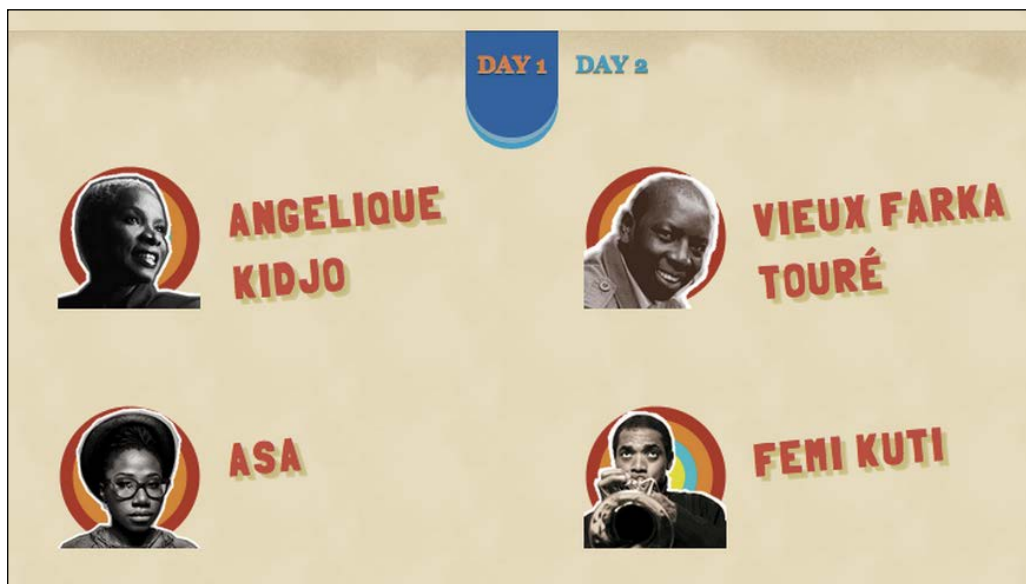 DAY 1 DAY 2
ANGELIQUE
KIDJO
VIEUX FARKA
TOURÉ
ASA
FEMI KUTI